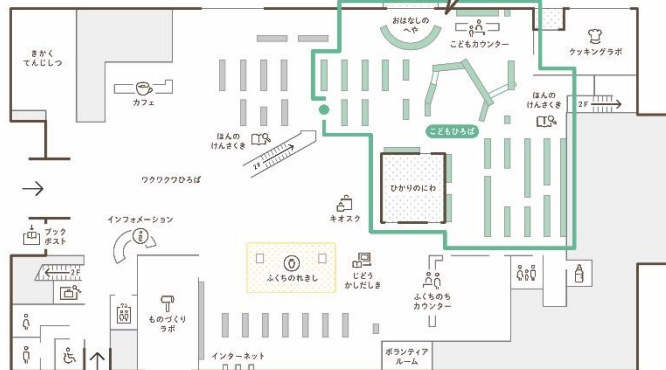 おはなしの
へや
こどもカウンター
クッキングラボ
きかく
てんじしつ
カフェ
ほんの
けんさくき
2F
ほんの
けんさくき
こどもひろば
2F
ワクワクワひろば
ひかりのにわ
キオスク
インフォメーション
ブック
ポスト
2F
ふくちのれきし
じどう
かしだしき
ふくちのち
カウンター
ものづくり
ラボ
インターネット
ボランティア
ルーム